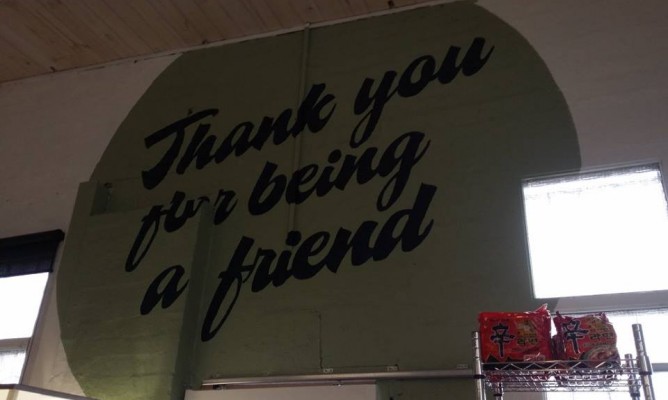 Thank you
for being
a friend
辛
辛